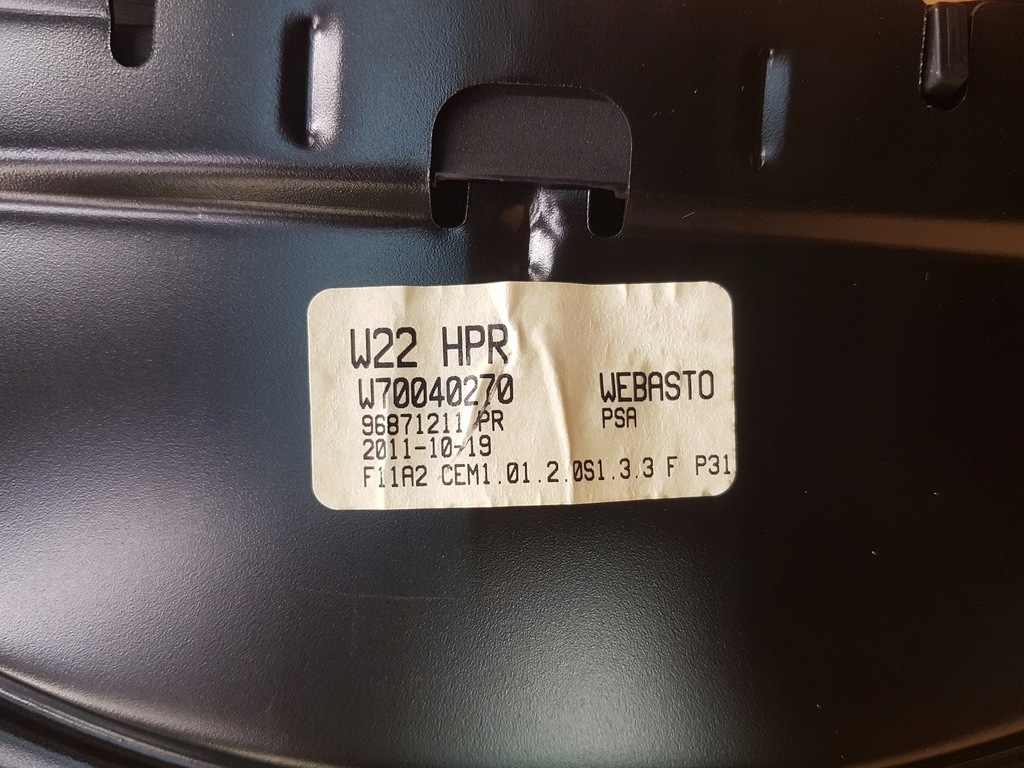 W22 HPR
W70040270 WEBASTO
96871211 PR PSA
2011-10-19
F11A2 CEM1.01.2.0S1.3.3 F P31